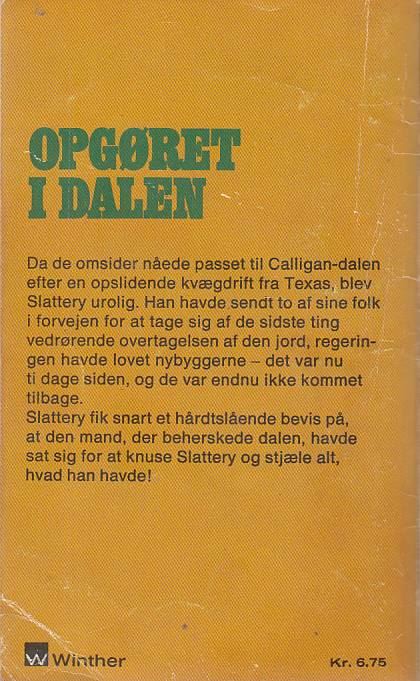 OPGØRET
I DALEN
Da de omsider nåede passet til Calligan-dalen
efter en opslidende kvægdrift fra Texas, blev
Slattery urolig. Han havde sendt to af sine folk
i forvejen for at tage sig af de sidste ting
vedrørende overtagelsen af den jord, regerin-
gen havde lovet nybyggerne – det var nu
ti dage siden, og de var endnu ikke kommet
tilbage.
Slattery fik snart et hårdtslående bevis på,
at den mand, der beherskede dalen, havde
sat sig for at knuse Slattery og stjæle alt,
hvad han havde!
W Winther
Kr. 6.75